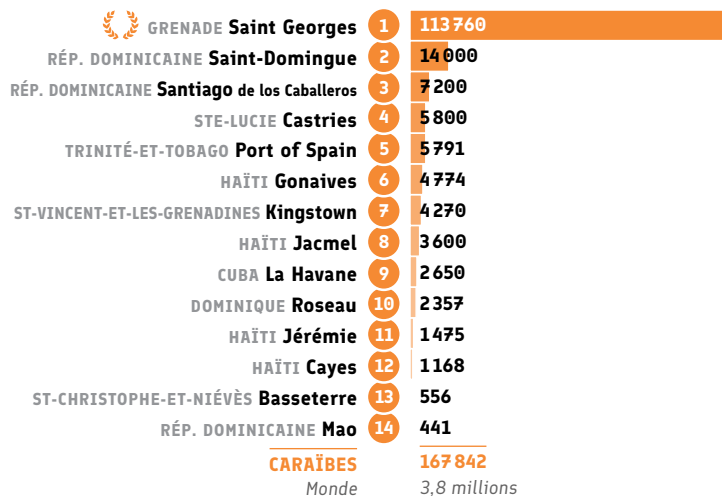 GRENADE Saint Georges 1 113 760
RÉP. DOMINICAINE Saint-Domingue 2 14 000
RÉP. DOMINICAINE Santiago de los Caballeros 3 7 200
STE-LUCIE Castries 4 5 800
TRINITÉ-ET-TOBAGO Port of Spain 5 5 791
HAÏTI Gonaives 6 4 774
ST-VINCENT-ET-LES-GRENADINES Kingstown 7 4 270
HAÏTI Jacmel 8 3 600
CUBA La Havane 9 2 650
DOMINIQUE Roseau 10 2 357
HAÏTI Jérémie 11 1 475
HAÏTI Cayes 12 1 168
ST-CHRISTOPHE-ET-NIÉVÈS Basseterre 13 556
RÉP. DOMINICAINE Mao 14 441
CARAÏBES 167 842
Monde 3,8 millions